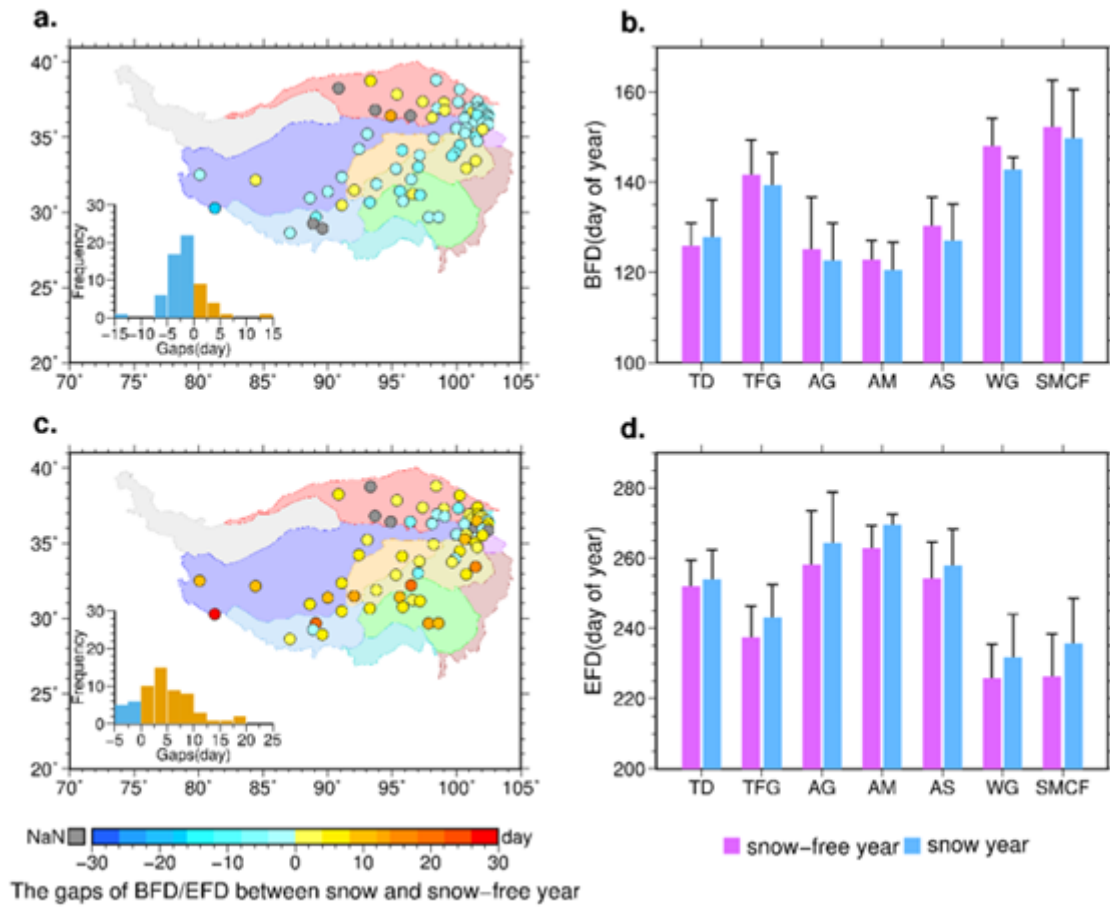 a.
40°
35°
30°
25°
20°
70° 75° 80° 85° 90° 95° 100° 105°
Frequency
30
20
10
0
−15 −10 −5 0 5 10 15
Gaps(day)
b.
BFD(day of year)
160
140
120
100
TD TFG AG AM AS WG SMCF
c.
40°
35°
30°
25°
20°
70° 75° 80° 85° 90° 95° 100° 105°
Frequency
30
20
10
0
−5 0 5 10 15 20 25
Gaps(day)
d.
EFD(day of year)
280
260
240
220
200
TD TFG AG AM AS WG SMCF
NaN day
−30 −20 −10 0 10 20 30
The gaps of BFD/EFD between snow and snow−free year
snow−free year snow year